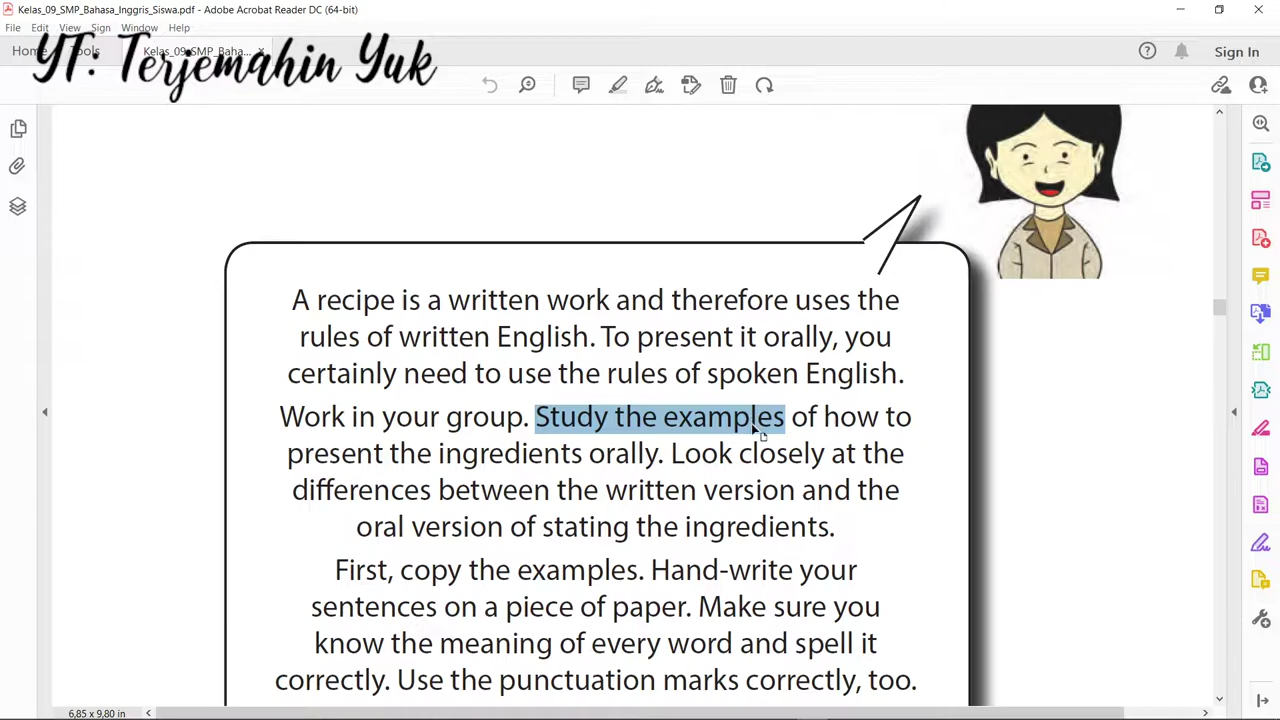 Kelas_09_SMP_Bahasa_Inggris_Siswa.pdf - Adobe Acrobat Reader DC (64-bit)
File Edit View Sign Window Help
Home Tools Kelas_09_SMP_Baha... ×
Sign In
YT: Terjemahin Yuk
A recipe is a written work and therefore uses the
rules of written English. To present it orally, you
certainly need to use the rules of spoken English.
Work in your group. Study the examples of how to
present the ingredients orally. Look closely at the
differences between the written version and the
oral version of stating the ingredients.
First, copy the examples. Hand-write your
sentences on a piece of paper. Make sure you
know the meaning of every word and spell it
correctly. Use the punctuation marks correctly, too.
6,85 x 9,80 in